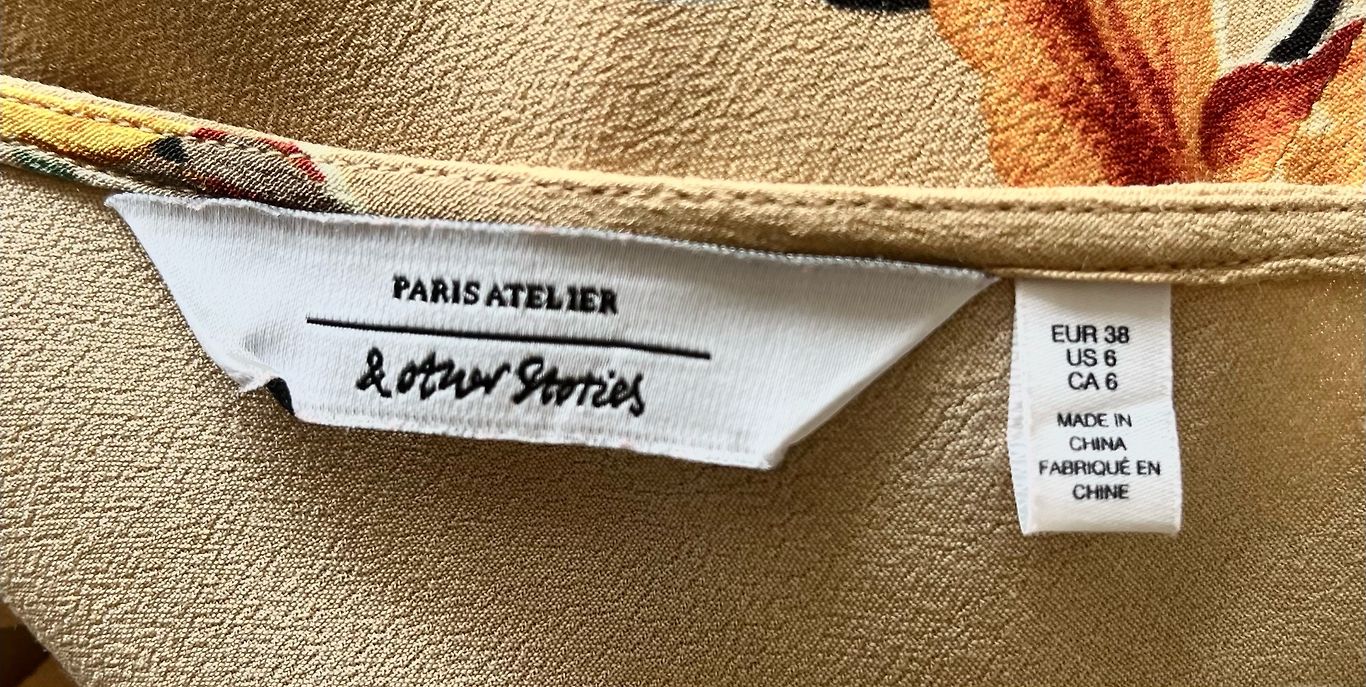 PARIS ATELIER
& other Stories
EUR 38
US 6
CA 6
MADE IN
CHINA
FABRIQUÉ EN
CHINE